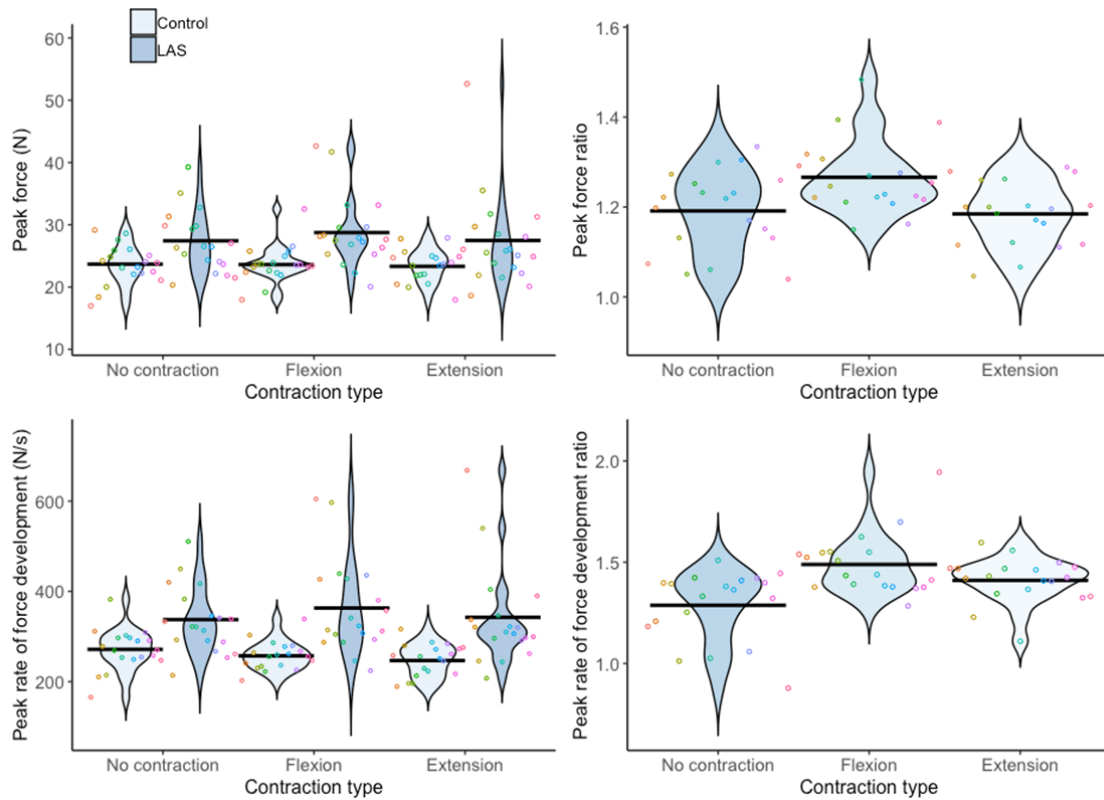 Control
LAS
Peak force (N)
60
50
40
30
20
10
No contraction
Flexion
Extension
Contraction type
Peak force ratio
1.6
1.4
1.2
1.0
No contraction
Flexion
Extension
Contraction type
Peak rate of force development (N/s)
600
400
200
No contraction
Flexion
Extension
Contraction type
Peak rate of force development ratio
2.0
1.5
1.0
No contraction
Flexion
Extension
Contraction type